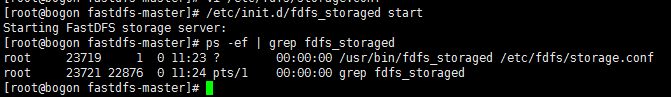 [root@bogon fastdfs-master]# /etc/init.d/fdfs_storaged start
Starting FastDFS storage server:
[root@bogon fastdfs-master]# ps -ef | grep fdfs_storaged
root 23719 1 0 11:23 ? 00:00:00 /usr/bin/fdfs_storaged /etc/fdfs/storage.conf
root 23721 22876 0 11:24 pts/1 00:00:00 grep fdfs_storaged
[root@bogon fastdfs-master]#